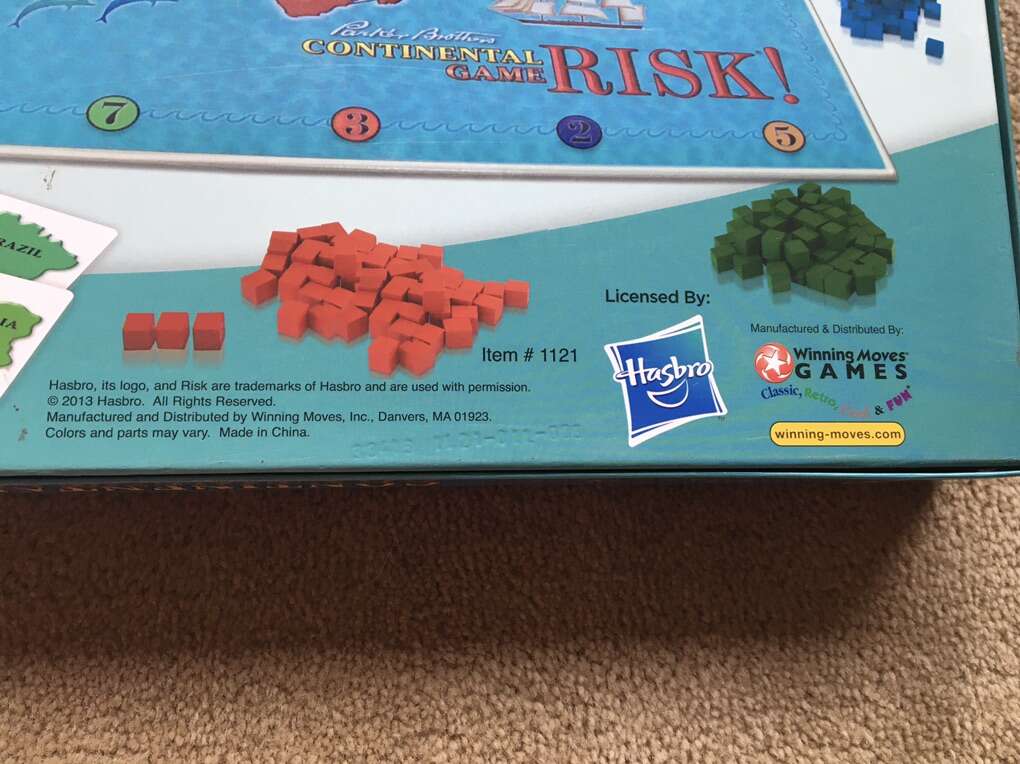 Parker Brothers
CONTINENTAL
GAME
RISK!
7
3
2
5
RAZIL
IA
Licensed By:
Hasbro
Manufactured & Distributed By:
Winning Moves
GAMES
Classic, Retro, Cool & FUN
winning-moves.com
Item # 1121
Hasbro, its logo, and Risk are trademarks of Hasbro and are used with permission.
© 2013 Hasbro. All Rights Reserved.
Manufactured and Distributed by Winning Moves, Inc., Danvers, MA 01923.
Colors and parts may vary. Made in China.